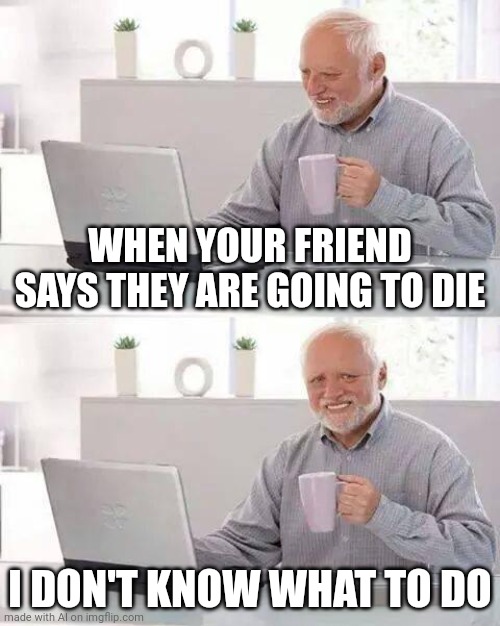 WHEN YOUR FRIEND
SAYS THEY ARE GOING TO DIE
I DON'T KNOW WHAT TO DO
made with AI on imgflip.com